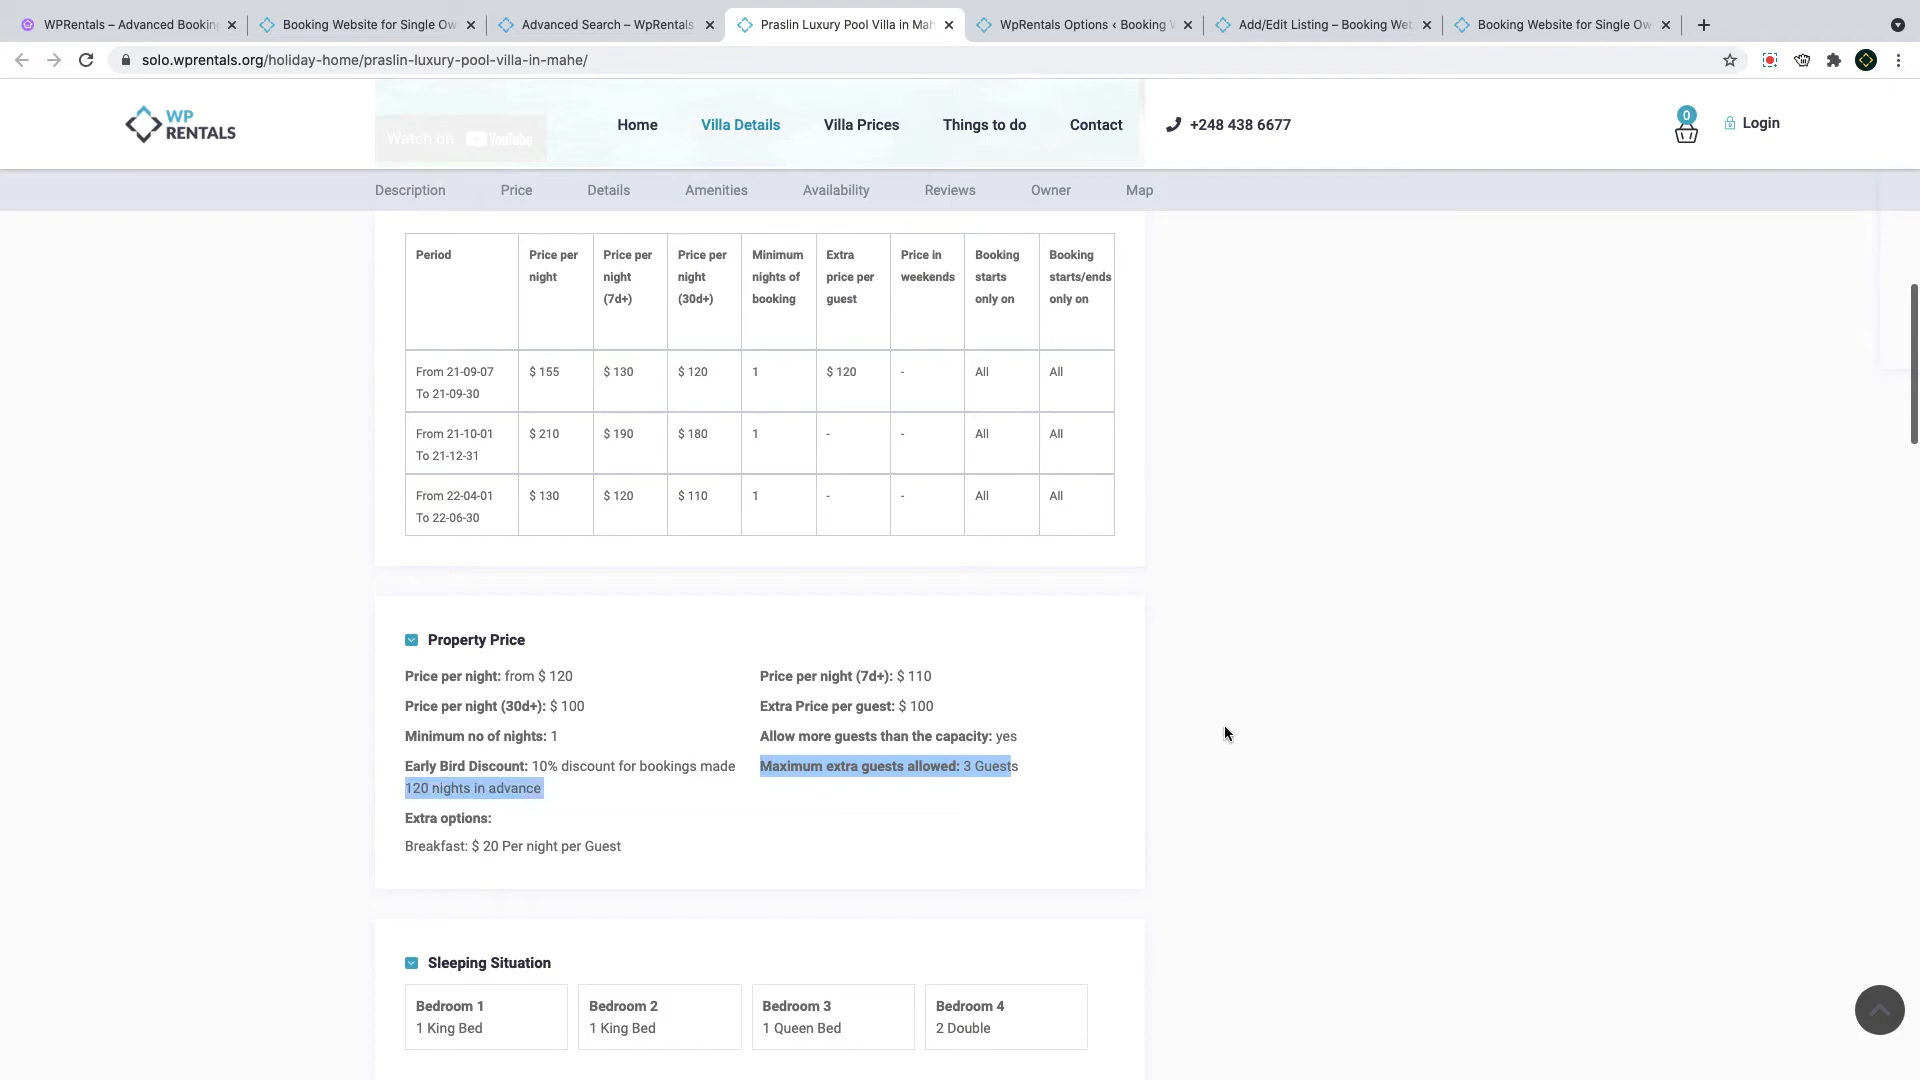 WPRentals – Advanced Bookin
Booking Website for Single Ow
Advanced Search – WpRentals
Praslin Luxury Pool Villa in Mah
WpRentals Options ‹ Booking W
Add/Edit Listing – Booking Web
Booking Website for Single Ow
solo.wprentals.org/holiday-home/praslin-luxury-pool-villa-in-mahe/
WP
RENTALS
Watch on YouTube
Home
Villa Details
Villa Prices
Things to do
Contact
+248 438 6677
0
Login
Description
Price
Details
Amenities
Availability
Reviews
Owner
Map
Period
Price per
night
Price per
night
(7d+)
Price per
night
(30d+)
Minimum
nights of
booking
Extra
price per
guest
Price in
weekends
Booking
starts
only on
Booking
starts/ends
only on
From 21-09-07
To 21-09-30
$ 155
$ 130
$ 120
1
$ 120
-
All
All
From 21-10-01
To 21-12-31
$ 210
$ 190
$ 180
1
-
-
All
All
From 22-04-01
To 22-06-30
$ 130
$ 120
$ 110
1
-
-
All
All
Property Price
Price per night: from $ 120
Price per night (7d+): $ 110
Price per night (30d+): $ 100
Extra Price per guest: $ 100
Minimum no of nights: 1
Allow more guests than the capacity: yes
Early Bird Discount: 10% discount for bookings made
120 nights in advance
Maximum extra guests allowed: 3 Guests
Extra options:
Breakfast: $ 20 Per night per Guest
Sleeping Situation
Bedroom 1
1 King Bed
Bedroom 2
1 King Bed
Bedroom 3
1 Queen Bed
Bedroom 4
2 Double